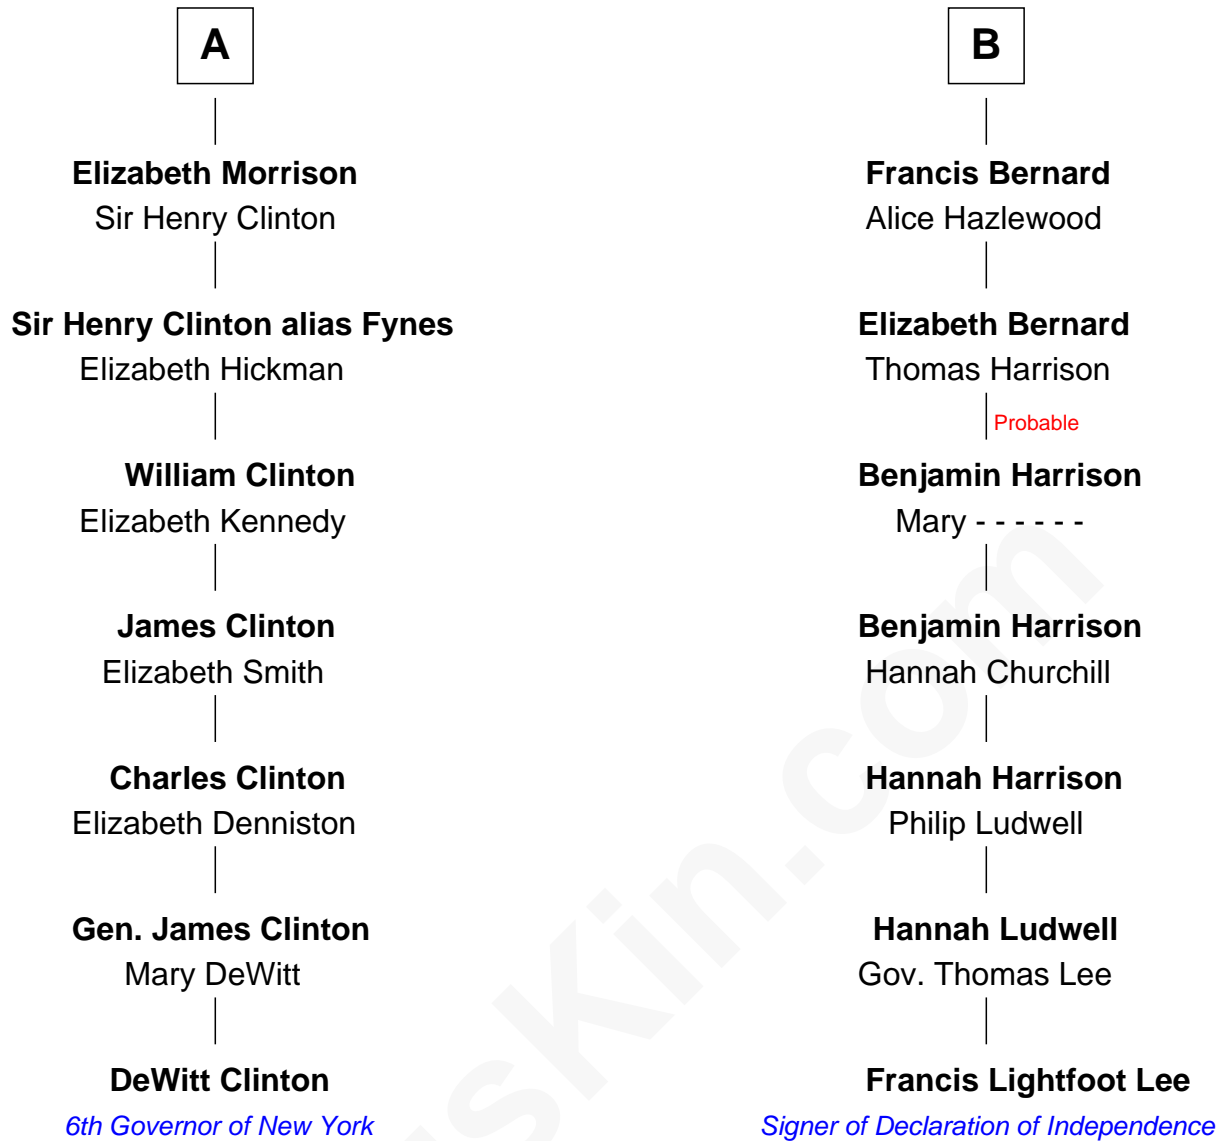 A
B
Elizabeth Morrison
Francis Bernard
Sir Henry Clinton
Alice Hazlewood
Sir Henry Clinton alias Fynes
Elizabeth Bernard
Elizabeth Hickman
Thomas Harrison
Probable
William Clinton
Benjamin Harrison
Elizabeth Kennedy
Mary - - - - - -
James Clinton
Benjamin Harrison
Elizabeth Smith
Hannah Churchill
Charles Clinton
Hannah Harrison
Elizabeth Denniston
Philip Ludwell
Gen. James Clinton
Hannah Ludwell
Mary DeWitt
Gov. Thomas Lee
DeWitt Clinton
Francis Lightfoot Lee
6th Governor of New York
Signer of Declaration of Independence